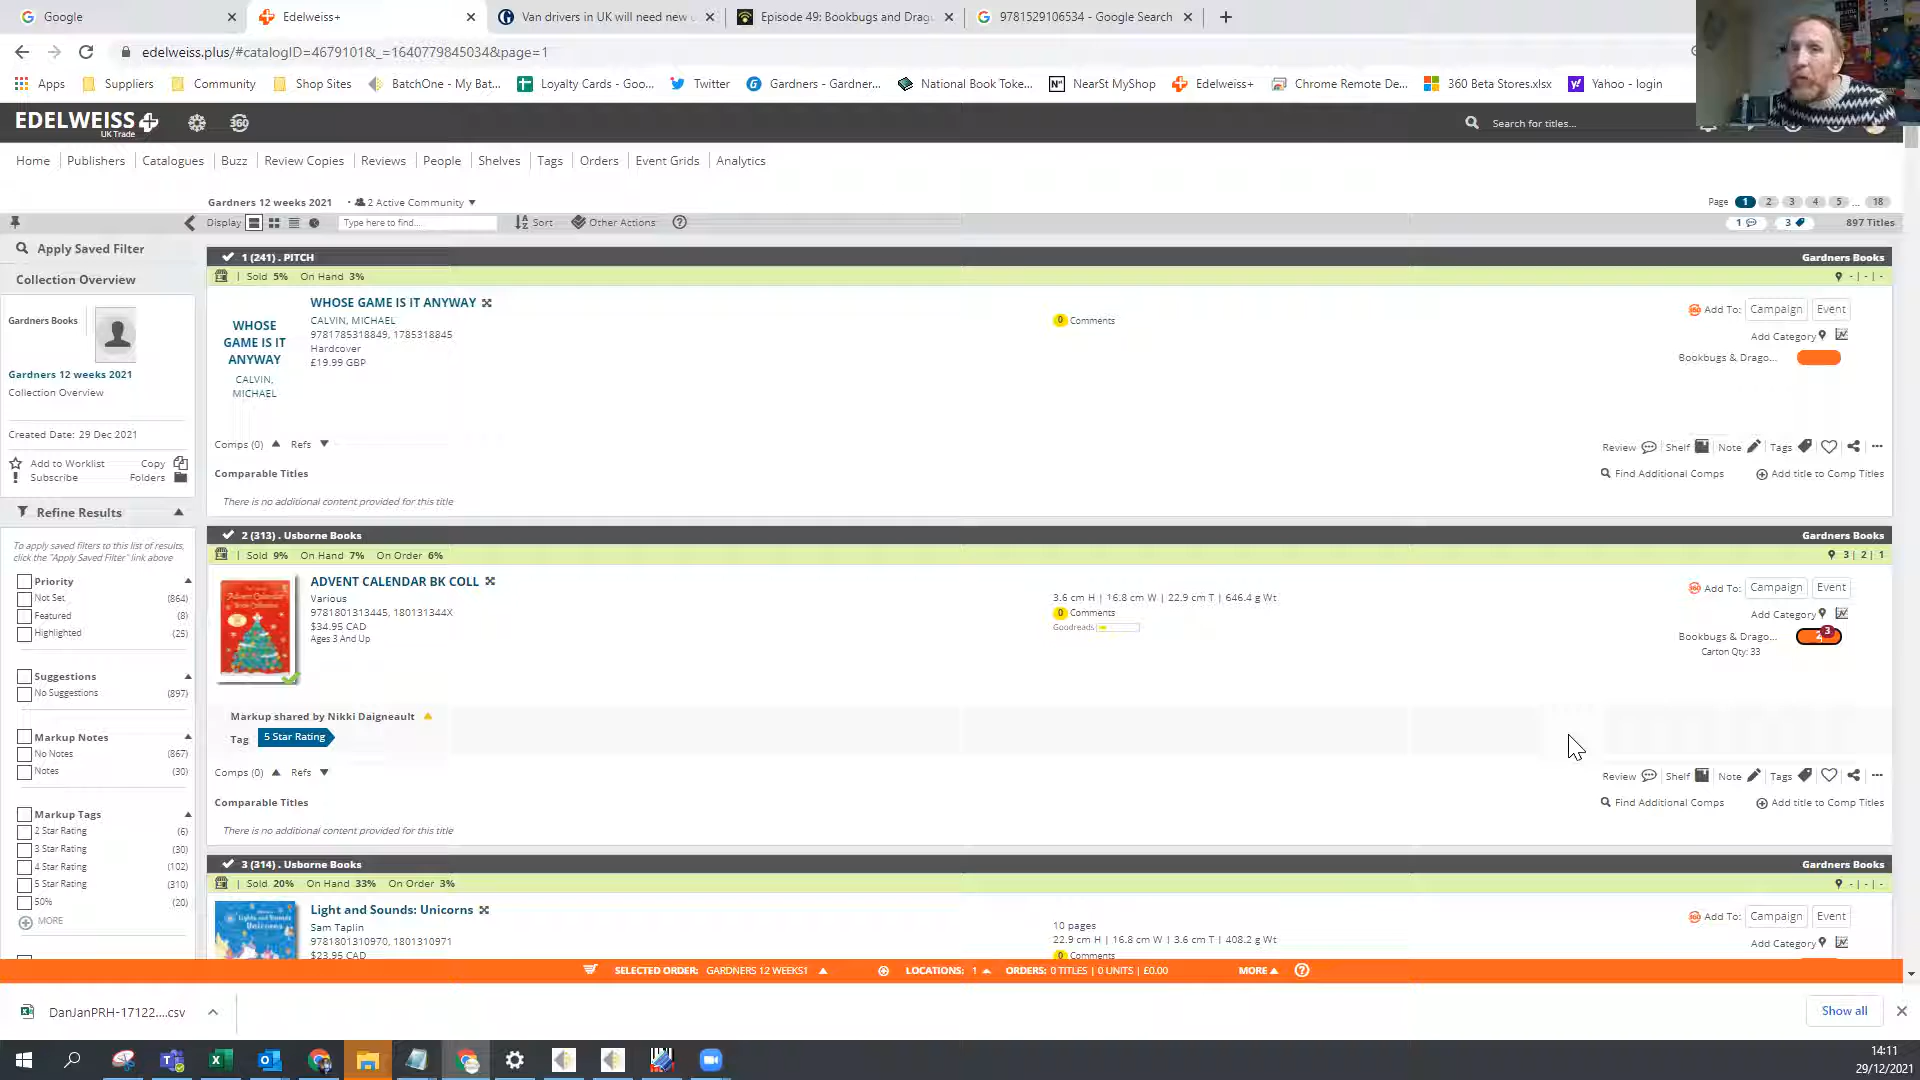 Google
Edelweiss+
Van drivers in UK will need new
Episode 49: Bookbugs and Drag
9781529106534 - Google Search
edelweiss.plus/#catalogID=4679101&_=1640779845034&page=1
Apps
Suppliers
Community
Shop Sites
BatchOne - My Bat...
Loyalty Cards - Goo...
Twitter
Gardners - Gardner...
National Book Toke...
NearSt MyShop
Edelweiss+
Chrome Remote De...
360 Beta Stores.xlsx
Yahoo - login
EDELWEISS
UK Trade
360
Search for titles...
Home
Publishers
Catalogues
Buzz
Review Copies
Reviews
People
Shelves
Tags
Orders
Event Grids
Analytics
Gardners 12 weeks 2021 • 2 Active Community
Page 1 2 3 4 5 ... 18
Display
Type here to find...
Sort
Other Actions
1
3
897 Titles
Apply Saved Filter
Collection Overview
Gardners Books
Gardners 12 weeks 2021
Collection Overview
Created Date: 29 Dec 2021
Add to Worklist
Copy
Subscribe
Folders
Refine Results
To apply saved filters to this list of results,
click the "Apply Saved Filter" link above
Priority
Not Set (864)
Featured (8)
Highlighted (25)
Suggestions
No Suggestions (897)
Markup Notes
No Notes (867)
Notes (30)
Markup Tags
2 Star Rating (6)
3 Star Rating (30)
4 Star Rating (102)
5 Star Rating (310)
50% (20)
MORE
1 (241) . PITCH
Gardners Books
| Sold 5% On Hand 3%
- | - | -
WHOSE GAME IS IT ANYWAY
CALVIN, MICHAEL
9781785318849, 1785318845
Hardcover
£19.99 GBP
WHOSE
GAME IS IT
ANYWAY
CALVIN,
MICHAEL
0 Comments
Add To: Campaign Event
Add Category
Bookbugs & Drago...
Comps (0)
Refs
Review
Shelf
Note
Tags
Comparable Titles
Find Additional Comps
Add title to Comp Titles
There is no additional content provided for this title
2 (313) . Usborne Books
Gardners Books
| Sold 9% On Hand 7% On Order 6%
3 | 2 | 1
ADVENT CALENDAR BK COLL
Various
9781801313445, 180131344X
$34.95 CAD
Ages 3 And Up
3.6 cm H | 16.8 cm W | 22.9 cm T | 646.4 g Wt
0 Comments
Goodreads
Add To: Campaign Event
Add Category
Bookbugs & Drago...
3
Carton Qty: 33
Markup shared by Nikki Daigneault
Tag 5 Star Rating
Comps (0)
Refs
Review
Shelf
Note
Tags
Comparable Titles
Find Additional Comps
Add title to Comp Titles
There is no additional content provided for this title
3 (314) . Usborne Books
Gardners Books
| Sold 20% On Hand 33% On Order 3%
- | - | -
Light and Sounds: Unicorns
Sam Taplin
9781801310970, 1801310971
$23.95 CAD
10 pages
22.9 cm H | 16.8 cm W | 3.6 cm T | 408.2 g Wt
0 Comments
Add To: Campaign Event
Add Category
SELECTED ORDER: GARDNERS 12 WEEKS1
LOCATIONS: 1
ORDERS: 0 TITLES | 0 UNITS | £0.00
MORE
DanJanPRH-17122....csv
Show all
14:11
29/12/2021